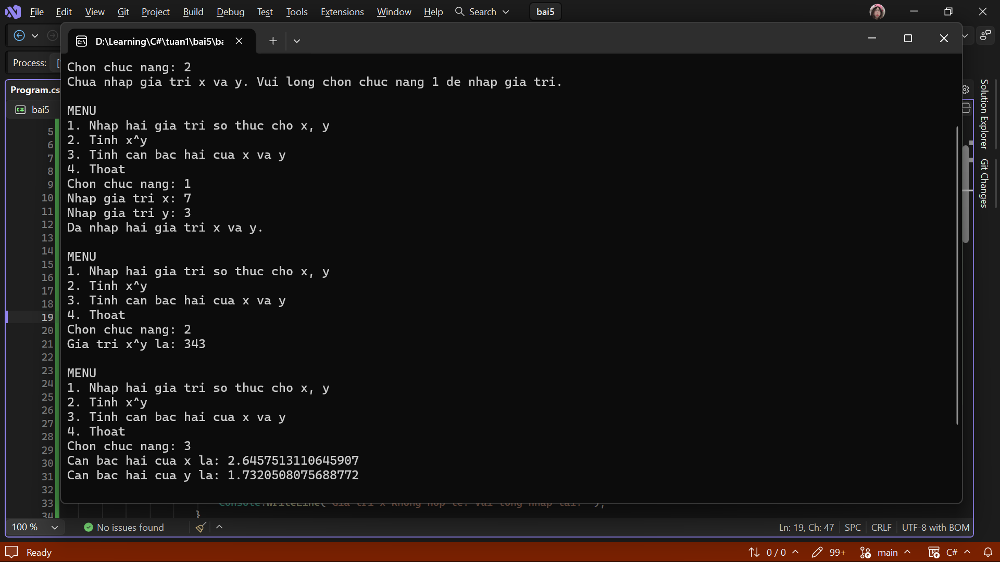 File Edit View Git Project Build Debug Test Tools Extensions Window Help Search bai5
D:\Learning\C#\tuan1\bai5\ba
Process:
Program.cs
bai5
Chon chuc nang: 2
Chua nhap gia tri x va y. Vui long chon chuc nang 1 de nhap gia tri.
MENU
1. Nhap hai gia tri so thuc cho x, y
2. Tinh x^y
3. Tinh can bac hai cua x va y
4. Thoat
Chon chuc nang: 1
Nhap gia tri x: 7
Nhap gia tri y: 3
Da nhap hai gia tri x va y.
MENU
1. Nhap hai gia tri so thuc cho x, y
2. Tinh x^y
3. Tinh can bac hai cua x va y
4. Thoat
Chon chuc nang: 2
Gia tri x^y la: 343
MENU
1. Nhap hai gia tri so thuc cho x, y
2. Tinh x^y
3. Tinh can bac hai cua x va y
4. Thoat
Chon chuc nang: 3
Can bac hai cua x la: 2.6457513110645907
Can bac hai cua y la: 1.7320508075688772
5
6
7
8
9
10
11
12
13
14
15
16
17
18
19
20
21
22
23
24
25
26
27
28
29
30
31
32
33
34
}
Solution Explorer
Git Changes
100 % No issues found Ln: 19, Ch: 47 SPC CRLF UTF-8 with BOM
Ready 0 / 0 99+ main C#